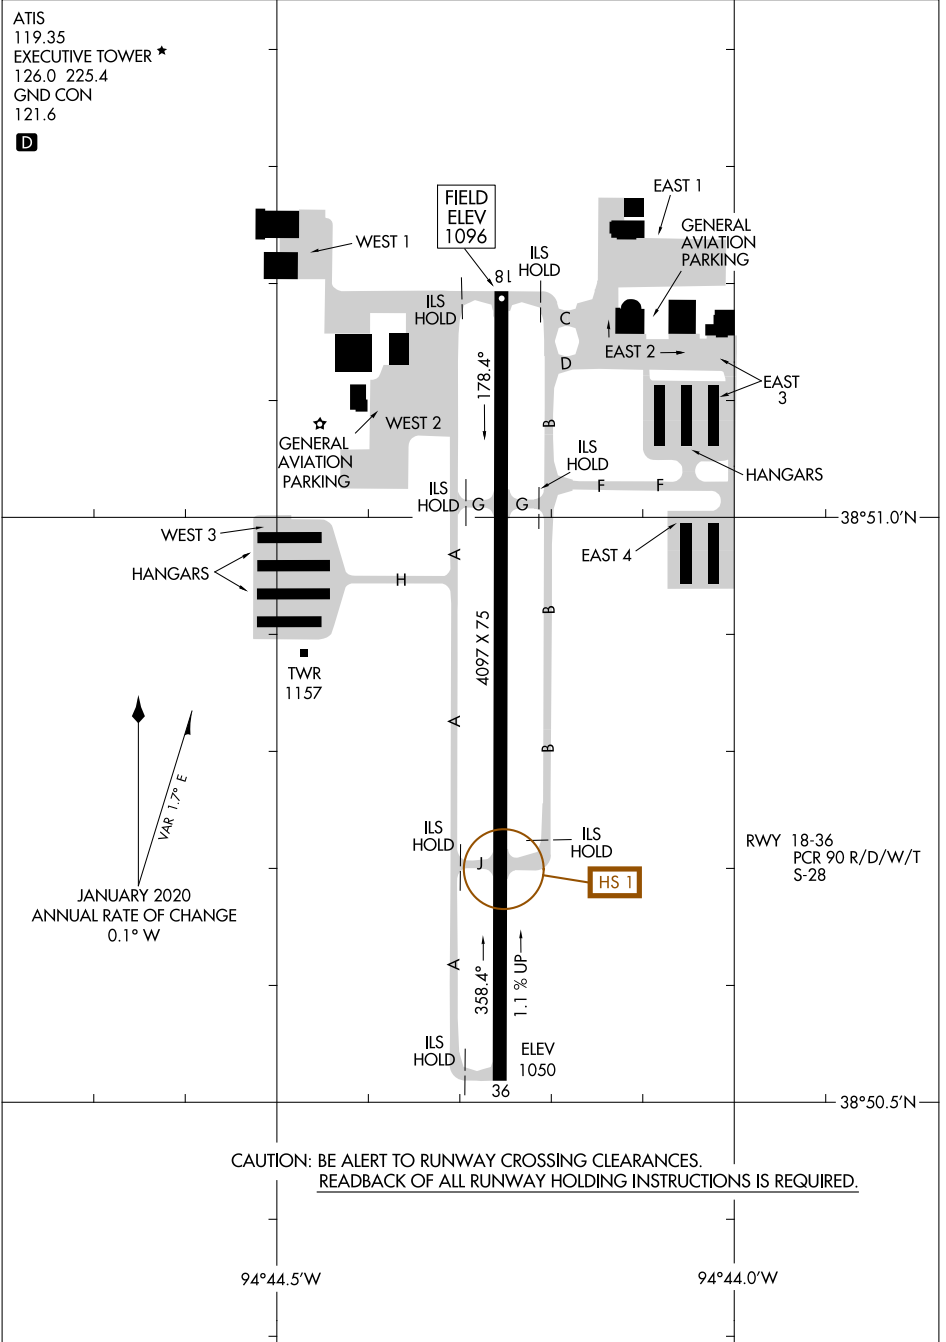 ATIS
119.35
EXECUTIVE TOWER ★
126.0 225.4
GND CON
121.6
D
FIELD
ELEV
1096
EAST 1
GENERAL
AVIATION
PARKING
WEST 1
ILS
HOLD
18
ILS
HOLD
C
EAST 2
D
EAST
3
178.4°
WEST 2
B
GENERAL
AVIATION
PARKING
ILS
HOLD
HANGARS
ILS
HOLD
G
G
F
F
38°51.0'N
WEST 3
EAST 4
HANGARS
A
H
B
4097 X 75
TWR
1157
A
B
VAR 1.7° E
ILS
HOLD
J
ILS
HOLD
RWY 18-36
PCR 90 R/D/W/T
S-28
HS 1
JANUARY 2020
ANNUAL RATE OF CHANGE
0.1° W
A
358.4°
1.1 % UP
ILS
HOLD
ELEV
1050
36
38°50.5'N
CAUTION: BE ALERT TO RUNWAY CROSSING CLEARANCES.
READBACK OF ALL RUNWAY HOLDING INSTRUCTIONS IS REQUIRED.
94°44.5'W
94°44.0'W